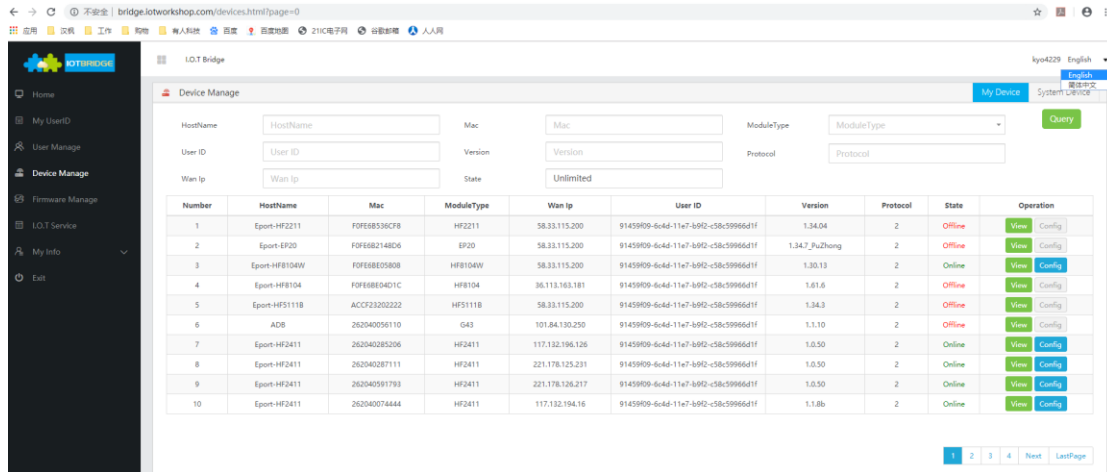 不安全 | bridge.iotworkshop.com/devices.html?page=0
应用 汉枫 工作 购物 有人科技 百度 百度地图 21IC电子网 谷歌邮箱 人人网
IOTBRIDGE
I.O.T Bridge
kyo4229 English
English
简体中文
Home
My UserID
User Manage
Device Manage
Firmware Manage
I.O.T Service
My Info
Exit
Device Manage
My Device System Device
HostName HostName Mac Mac ModuleType ModuleType Query
User ID User ID Version Version Protocol Protocol
Wan Ip Wan Ip State Unlimited
Number HostName Mac ModuleType Wan Ip User ID Version Protocol State Operation
1 Eport-HF2211 F0FE6B536CF8 HF2211 58.33.115.200 91459f09-6c4d-11e7-b9f2-c58c59966d1f 1.34.04 2 Offline View Config
2 Eport-EP20 F0FE6B2148D6 EP20 58.33.115.200 91459f09-6c4d-11e7-b9f2-c58c59966d1f 1.34.7_PuZhong 2 Offline View Config
3 Eport-HF8104W F0FE6BE05808 HF8104W 58.33.115.200 91459f09-6c4d-11e7-b9f2-c58c59966d1f 1.30.13 2 Online View Config
4 Eport-HF8104 F0FE6BE04D1C HF8104 36.113.163.181 91459f09-6c4d-11e7-b9f2-c58c59966d1f 1.61.6 2 Offline View Config
5 Eport-HF5111B ACCF23202222 HF5111B 58.33.115.200 91459f09-6c4d-11e7-b9f2-c58c59966d1f 1.34.3 2 Offline View Config
6 ADB 262040056110 G43 101.84.130.250 91459f09-6c4d-11e7-b9f2-c58c59966d1f 1.1.10 2 Offline View Config
7 Eport-HF2411 262040285206 HF2411 117.132.196.126 91459f09-6c4d-11e7-b9f2-c58c59966d1f 1.0.50 2 Online View Config
8 Eport-HF2411 262040287111 HF2411 221.178.125.231 91459f09-6c4d-11e7-b9f2-c58c59966d1f 1.0.50 2 Online View Config
9 Eport-HF2411 262040591793 HF2411 221.178.126.217 91459f09-6c4d-11e7-b9f2-c58c59966d1f 1.0.50 2 Online View Config
10 Eport-HF2411 262040074444 HF2411 117.132.194.16 91459f09-6c4d-11e7-b9f2-c58c59966d1f 1.1.8b 2 Online View Config
1 2 3 4 Next LastPage